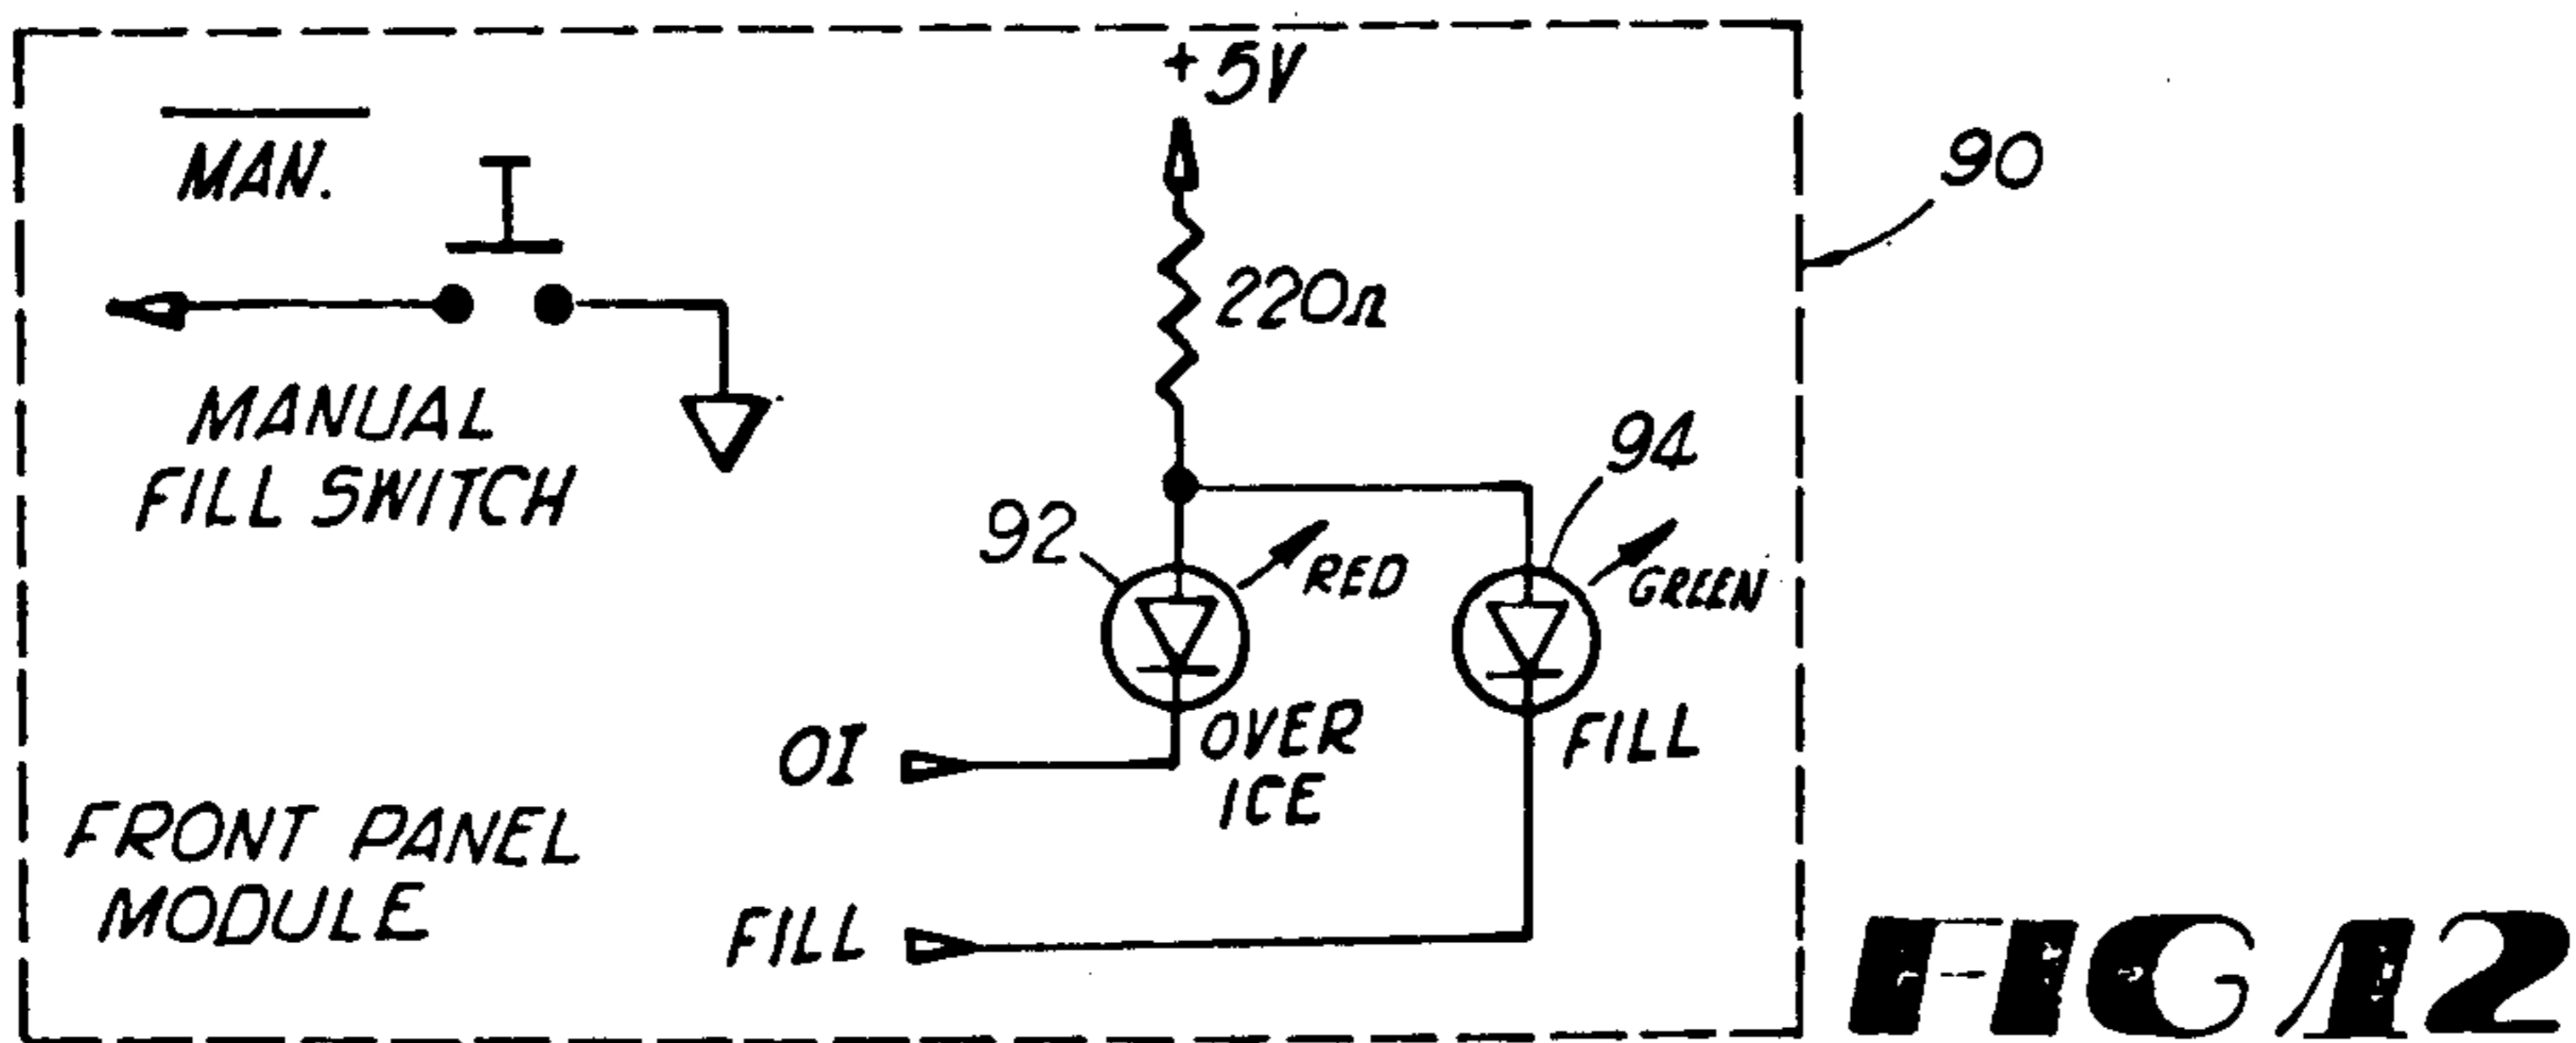 +5V
90
MAN.
220Ω
MANUAL
FILL SWITCH
94
92
RED
GREEN
OI
OVER
ICE
FILL
FRONT PANEL
MODULE
FILL
FIG 12